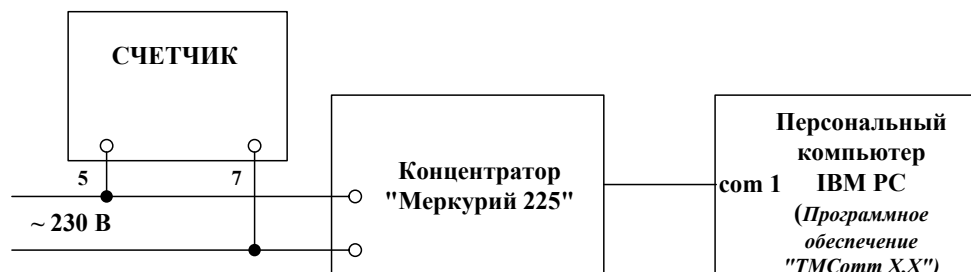 СЧЕТЧИК
5
7
~ 230 В
Концентратор
"Меркурий 225"
com 1
Персональный
компьютер
IBM PC
(Программное
обеспечение
"TMComm X.X")